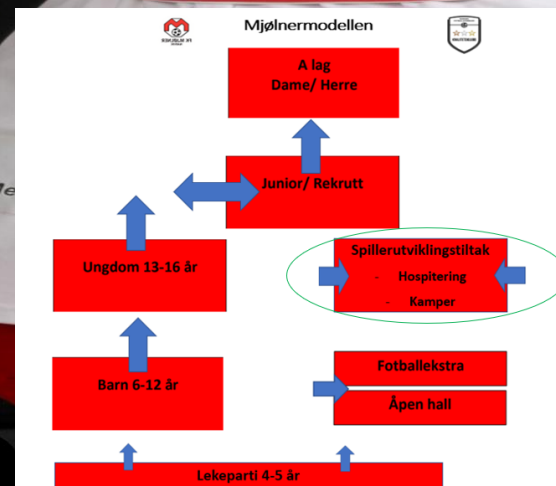 Mjølnermodellen
A lag
Dame/ Herre
Junior/ Rekrutt
Ungdom 13-16 år
Spillerutviklingstiltak
- Hospitering
- Kamper
Barn 6-12 år
Fotballekstra
Åpen hall
Lekeparti 4-5 år